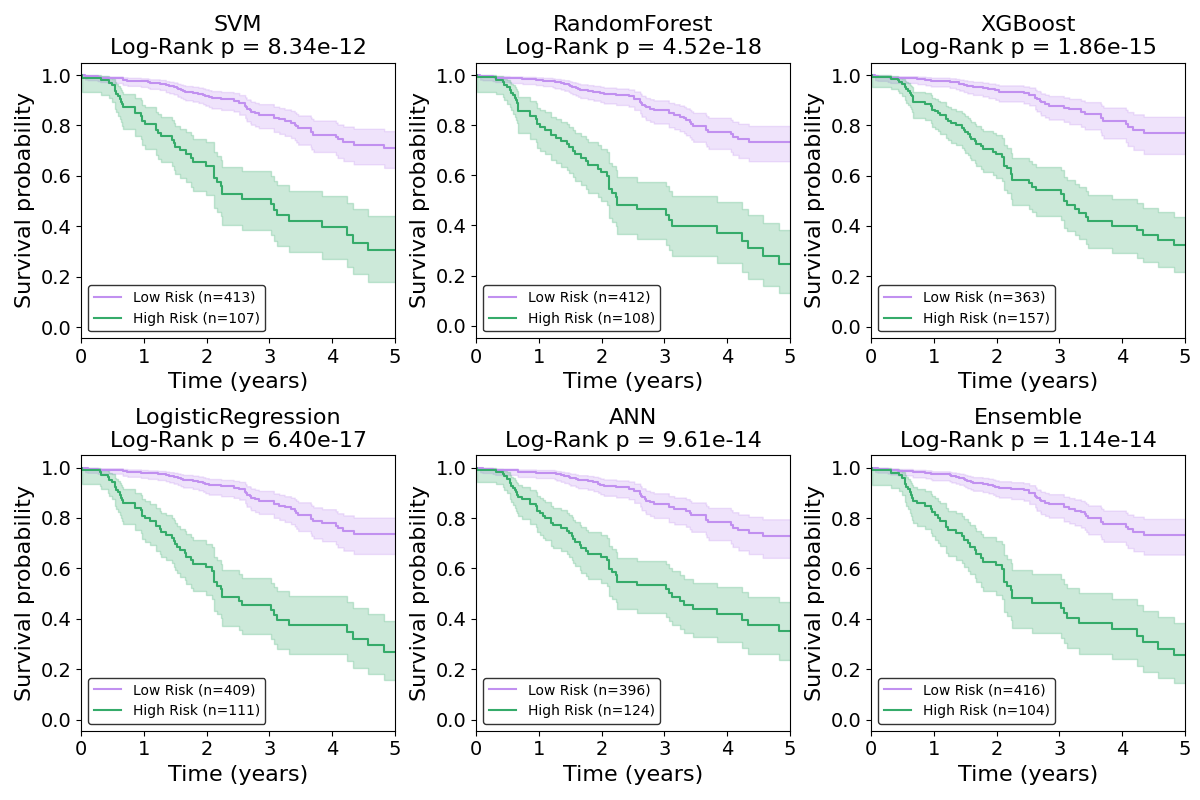 SVM
Log-Rank p = 8.34e-12
Survival probability
1.0
0.8
0.6
0.4
0.2
0.0
Low Risk (n=413)
High Risk (n=107)
0 1 2 3 4 5
Time (years)
RandomForest
Log-Rank p = 4.52e-18
Survival probability
1.0
0.8
0.6
0.4
0.2
0.0
Low Risk (n=412)
High Risk (n=108)
0 1 2 3 4 5
Time (years)
XGBoost
Log-Rank p = 1.86e-15
Survival probability
1.0
0.8
0.6
0.4
0.2
0.0
Low Risk (n=363)
High Risk (n=157)
0 1 2 3 4 5
Time (years)
LogisticRegression
Log-Rank p = 6.40e-17
Survival probability
1.0
0.8
0.6
0.4
0.2
0.0
Low Risk (n=409)
High Risk (n=111)
0 1 2 3 4 5
Time (years)
ANN
Log-Rank p = 9.61e-14
Survival probability
1.0
0.8
0.6
0.4
0.2
0.0
Low Risk (n=396)
High Risk (n=124)
0 1 2 3 4 5
Time (years)
Ensemble
Log-Rank p = 1.14e-14
Survival probability
1.0
0.8
0.6
0.4
0.2
0.0
Low Risk (n=416)
High Risk (n=104)
0 1 2 3 4 5
Time (years)